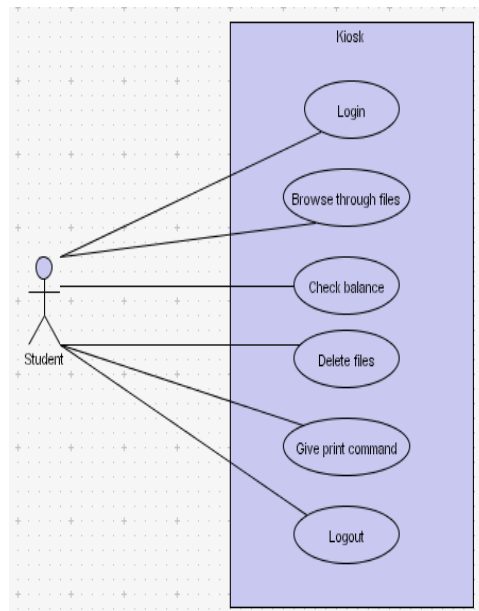 Kiosk
Login
Browse through files
Check balance
Delete files
Student
Give print command
Logout